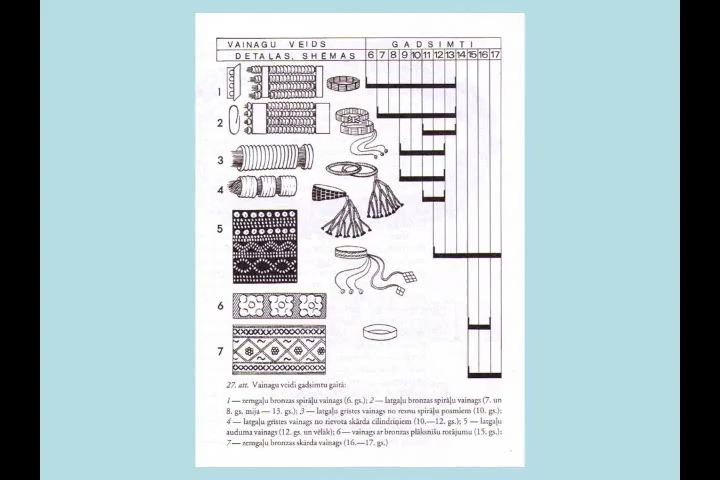 VAINAGU VEIDS GADSIMTI
DETAĻAS, SHĒMAS 6 7 8 9 10 11 12 13 14 15 16 17
1
2
3
4
5
6
7
27. att. Vainagu veidi gadsimtu gaitā:
1 — zemgaļu bronzas spirāļu vainags (6. gs.); 2 — latgaļu bronzas spirāļu vainags (7. un
8. gs. mija — 13. gs.); 3 — latgaļu grīstes vainags no resnu spirāļu posmiem (10. gs.);
4 — latgaļu grīstes vainags no rievota skārda cilindriņiem (10.—12. gs.); 5 — latgaļu
auduma vainags (12. gs. un vēlāk); 6 — vainags ar bronzas plāksnīšu rotājumu (15. gs.);
7 — zemgaļu bronzas skārda vainags (16.—17. gs.)